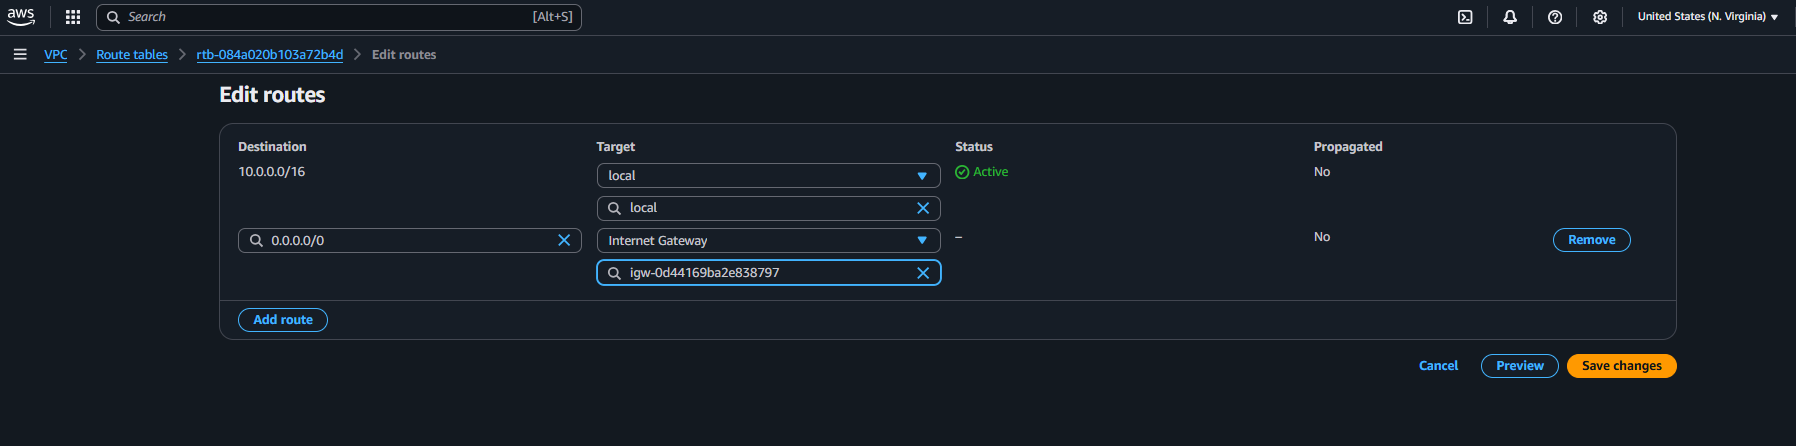 aws
Search [Alt+S]
United States (N. Virginia)
VPC Route tables rtb-084a020b103a72b4d Edit routes
Edit routes
Destination Target Status Propagated
10.0.0.0/16 local Active No
local
0.0.0.0/0 Internet Gateway – No Remove
igw-0d44169ba2e838797
Add route
Cancel Preview Save changes